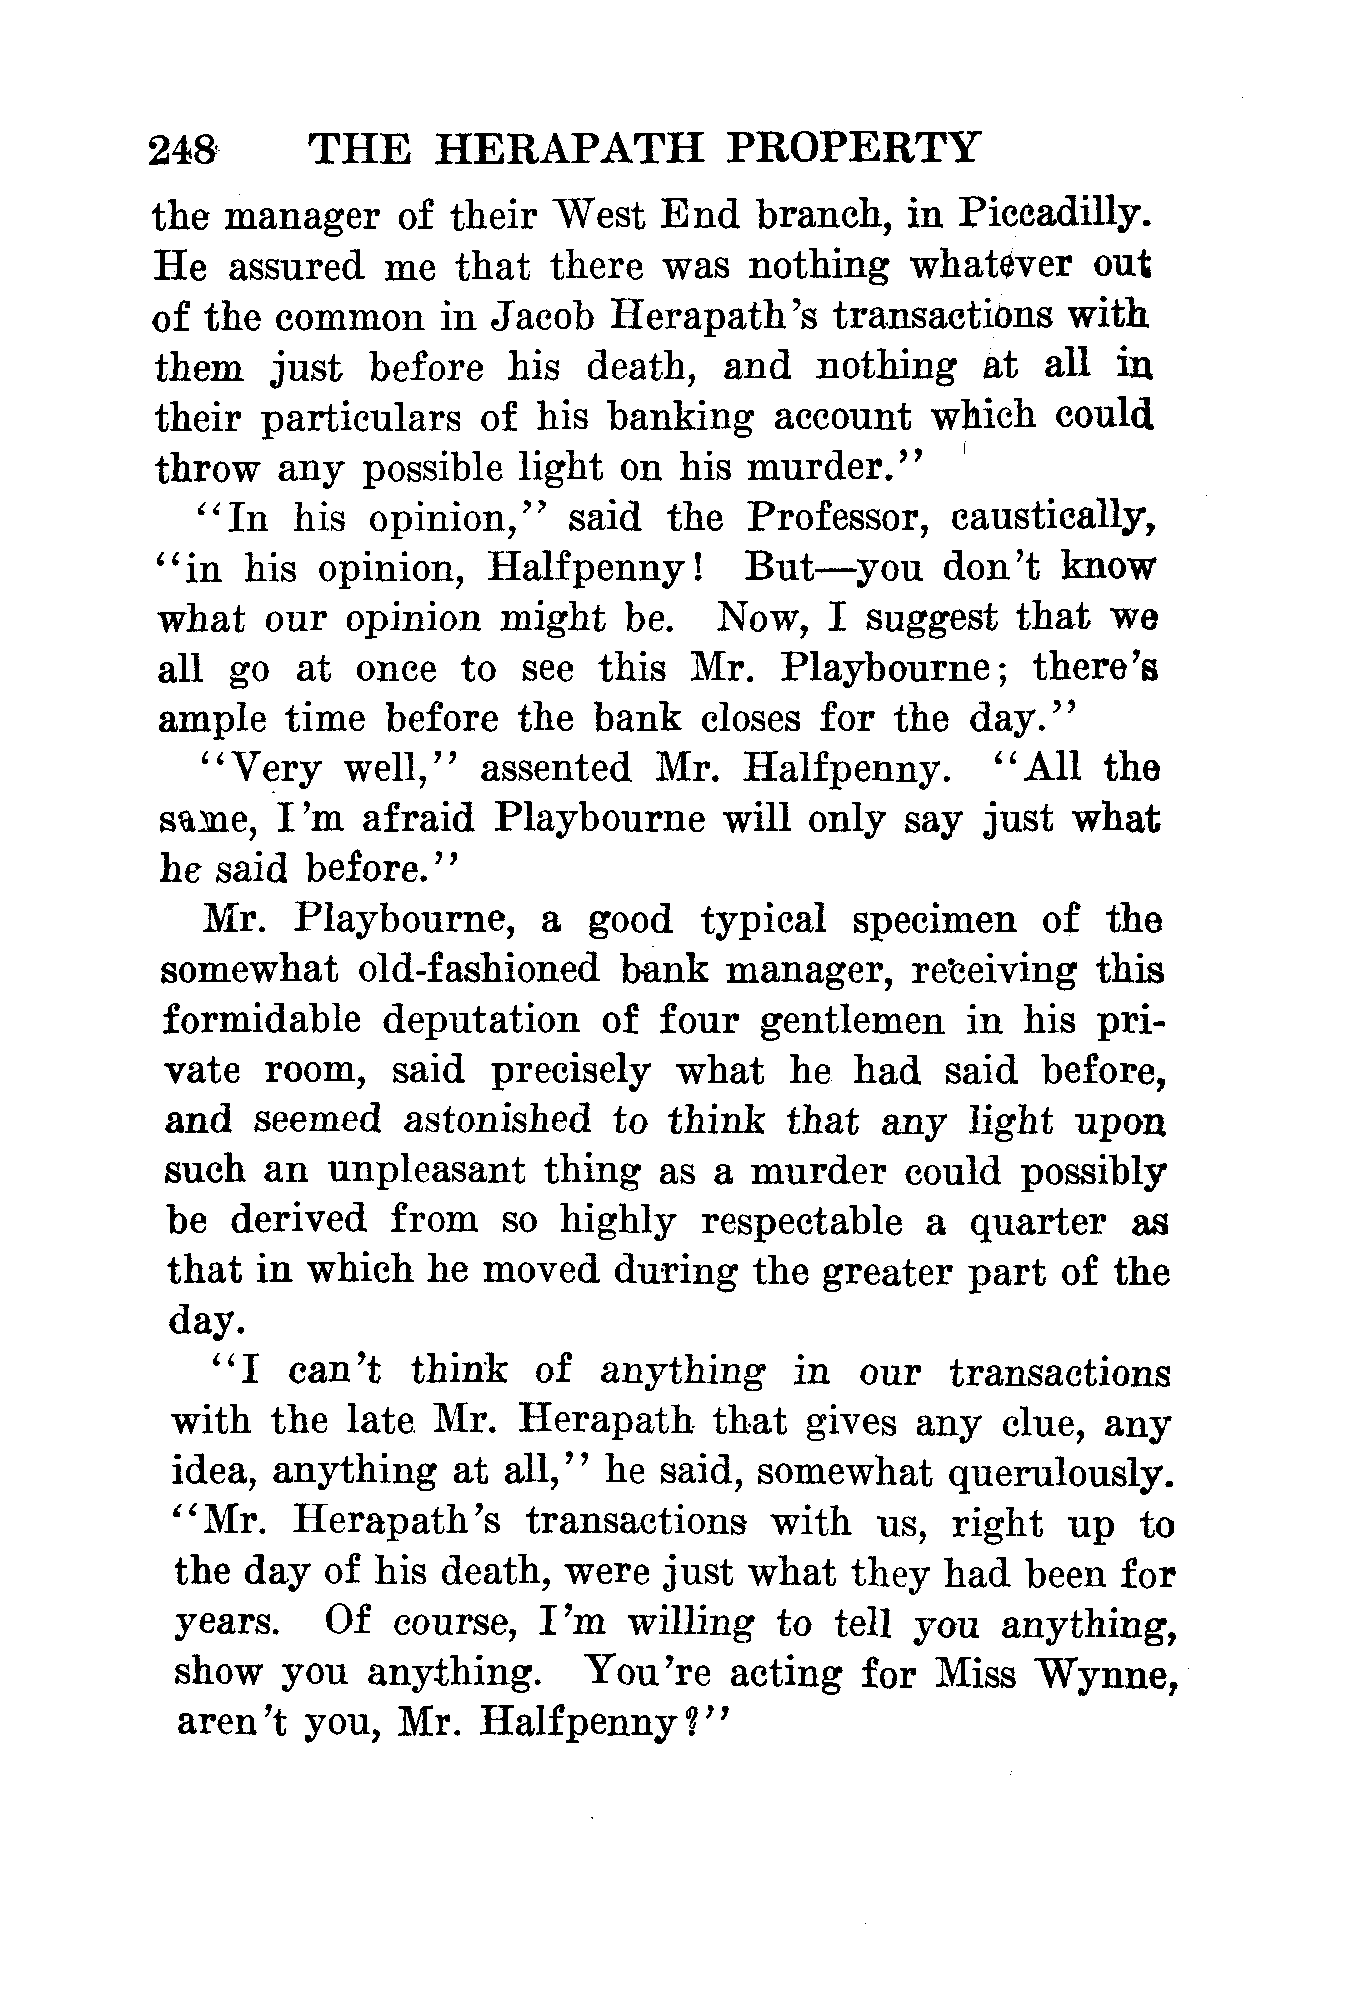 248 THE HERAPATH PROPERTY
the manager of their West End branch, in Piccadilly.
He assured me that there was nothing whatever out
of the common in Jacob Herapath's transactions with
them just before his death, and nothing at all in
their particulars of his banking account which could
throw any possible light on his murder."
"In his opinion," said the Professor, caustically,
"in his opinion, Halfpenny! But—you don't know
what our opinion might be. Now, I suggest that we
all go at once to see this Mr. Playbourne; there's
ample time before the bank closes for the day."
"Very well," assented Mr. Halfpenny. "All the
same, I'm afraid Playbourne will only say just what
he said before."
Mr. Playbourne, a good typical specimen of the
somewhat old-fashioned bank manager, receiving this
formidable deputation of four gentlemen in his pri-
vate room, said precisely what he had said before,
and seemed astonished to think that any light upon
such an unpleasant thing as a murder could possibly
be derived from so highly respectable a quarter as
that in which he moved during the greater part of the
day.
"I can't think of anything in our transactions
with the late Mr. Herapath that gives any clue, any
idea, anything at all," he said, somewhat querulously.
"Mr. Herapath's transactions with us, right up to
the day of his death, were just what they had been for
years. Of course, I'm willing to tell you anything,
show you anything. You're acting for Miss Wynne,
aren't you, Mr. Halfpenny?"